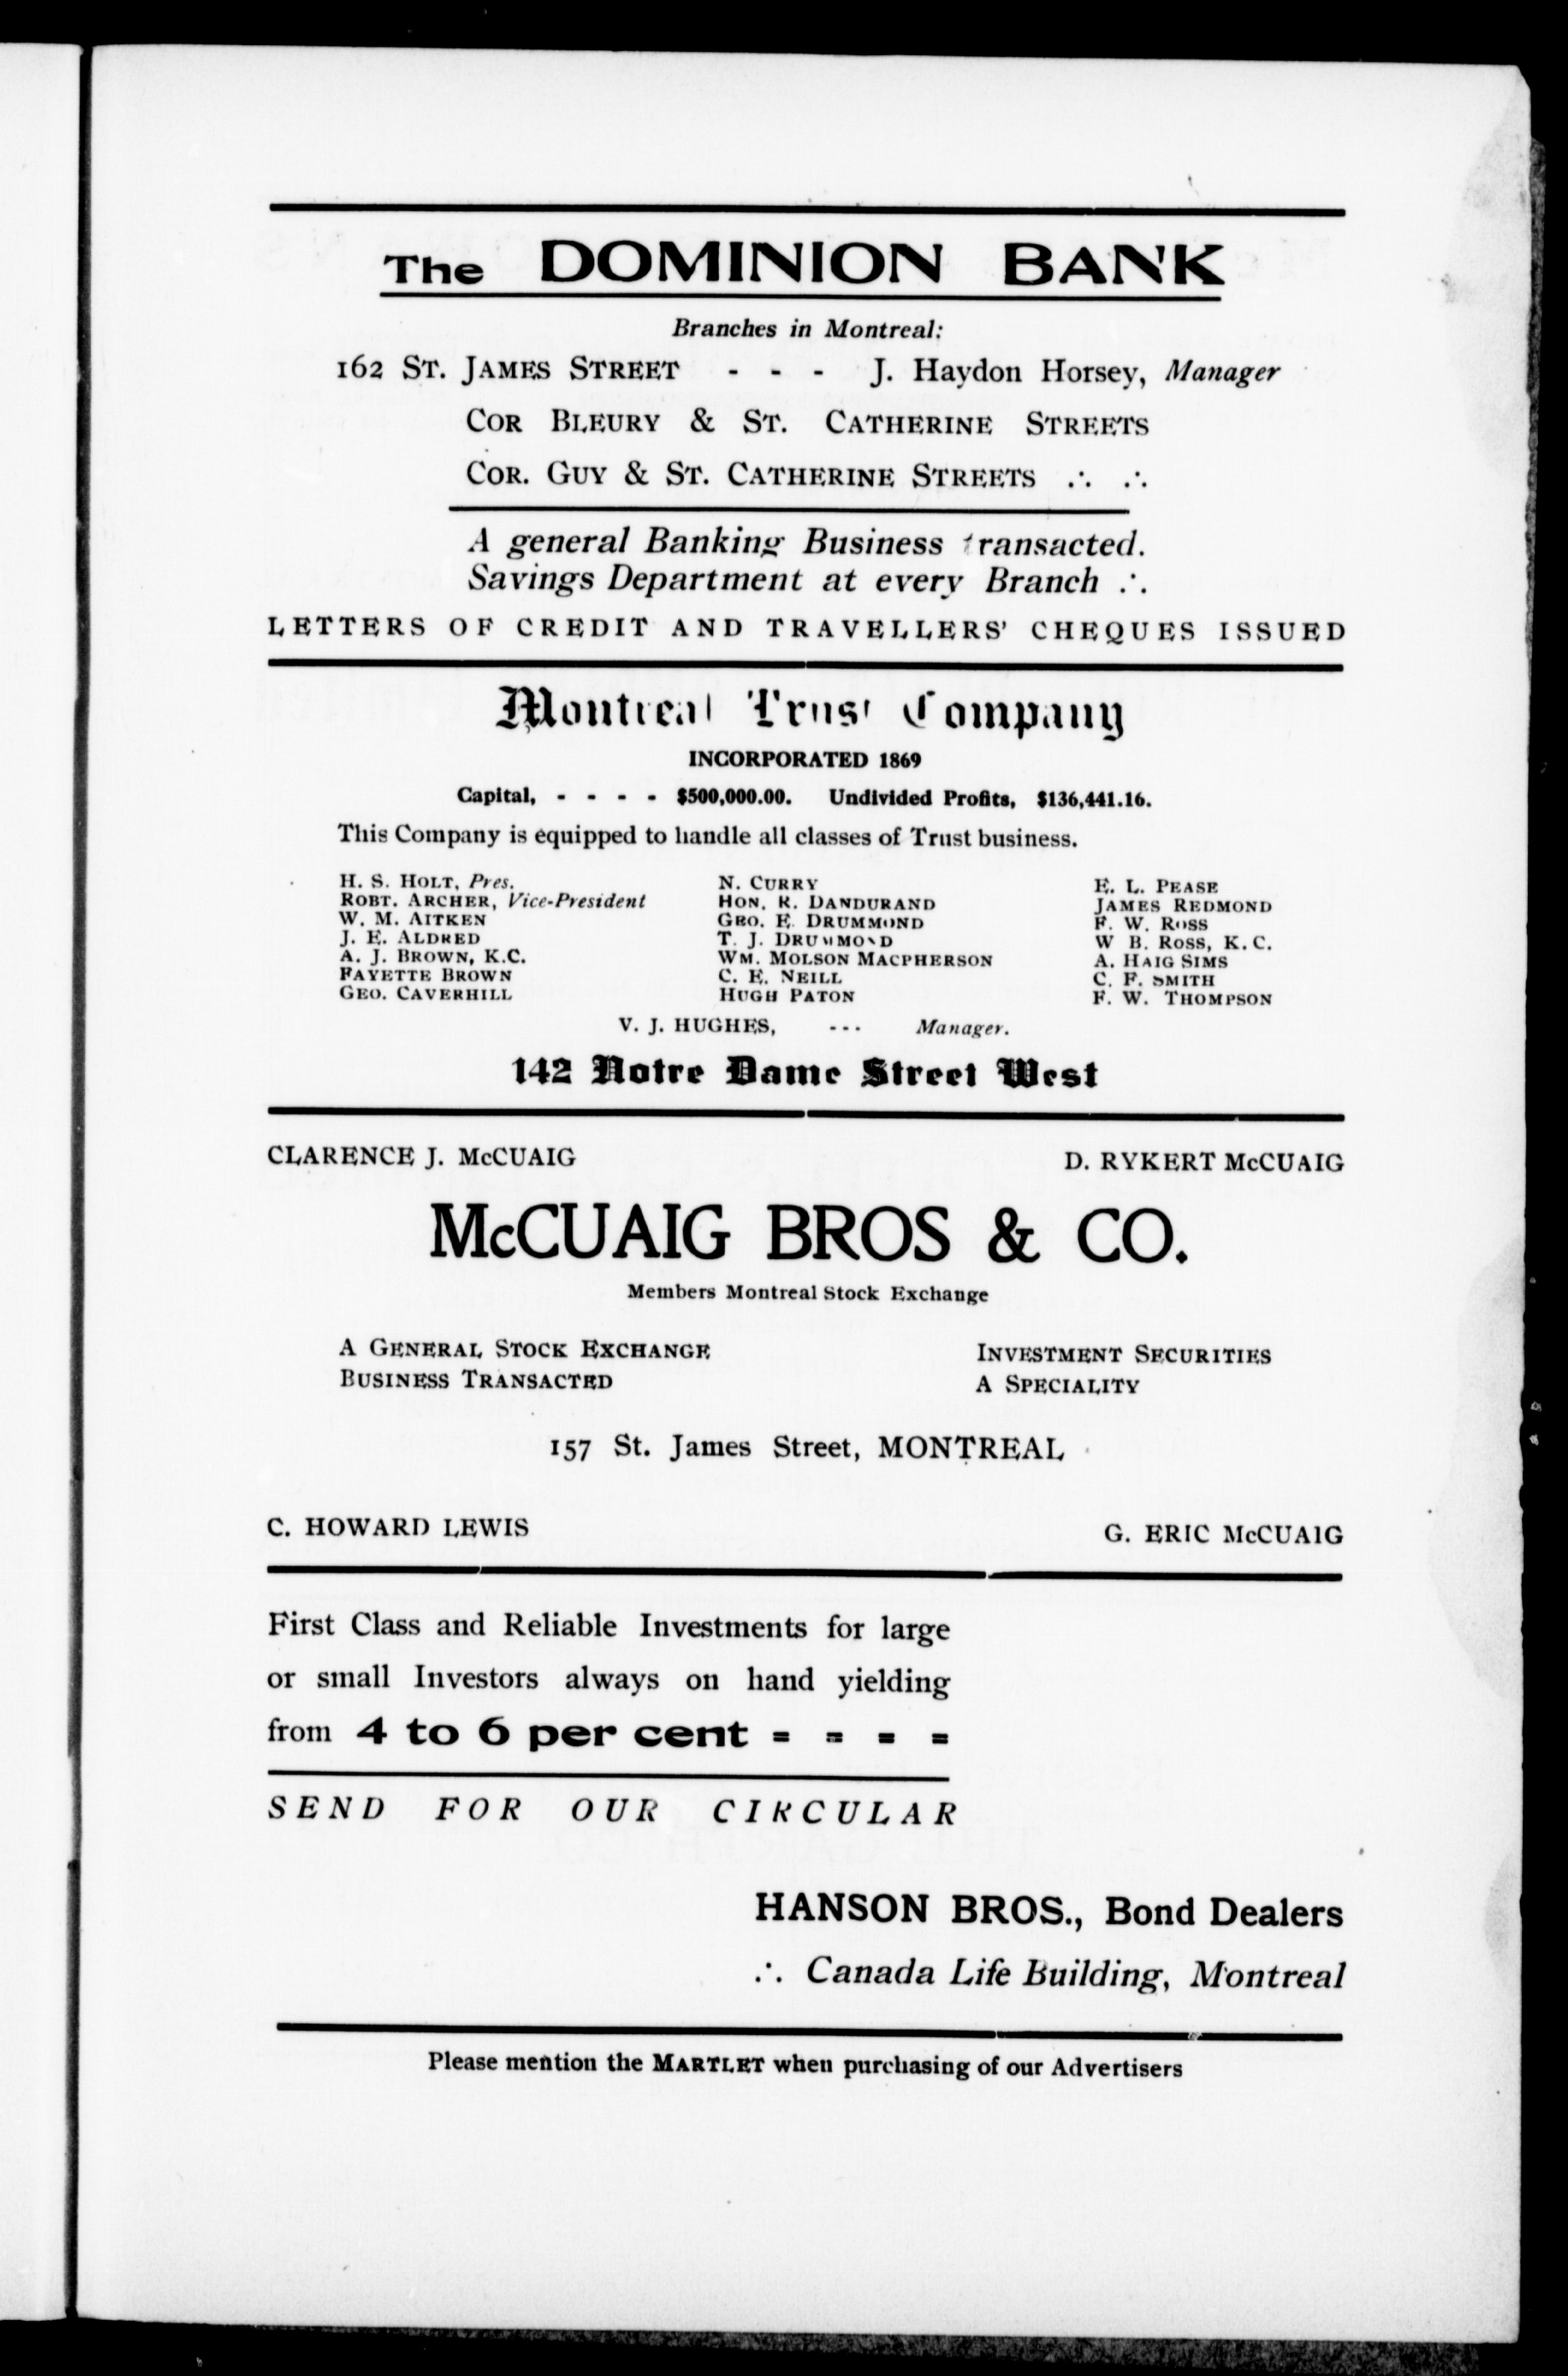 The DOMINION BANK
Branches in Montreal:
162 ST. JAMES STREET - - - J. Haydon Horsey, Manager
COR BLEURY & ST. CATHERINE STREETS
COR. GUY & ST. CATHERINE STREETS ∴ ∴
A general Banking Business transacted.
Savings Department at every Branch ∴
LETTERS OF CREDIT AND TRAVELLERS' CHEQUES ISSUED
Montreal Trust Company
INCORPORATED 1869
Capital, - - - - $500,000.00. Undivided Profits, $136,441.16.
This Company is equipped to handle all classes of Trust business.
H. S. HOLT, Pres.
ROBT. ARCHER, Vice-President
W. M. AITKEN
J. E. ALDRED
A. J. BROWN, K.C.
FAYETTE BROWN
GEO. CAVERHILL
N. CURRY
HON. R. DANDURAND
GEO. E. DRUMMOND
T. J. DRUMMOND
WM. MOLSON MACPHERSON
C. E. NEILL
HUGH PATON
E. L. PEASE
JAMES REDMOND
F. W. ROSS
W B. ROSS, K.C.
A. HAIG SIMS
C. F. SMITH
F. W. THOMPSON
V. J. HUGHES, --- Manager.
142 Notre Dame Street West
CLARENCE J. McCUAIG D. RYKERT McCUAIG
McCUAIG BROS & CO.
Members Montreal Stock Exchange
A GENERAL STOCK EXCHANGE
BUSINESS TRANSACTED
INVESTMENT SECURITIES
A SPECIALITY
157 St. James Street, MONTREAL
C. HOWARD LEWIS G. ERIC McCUAIG
First Class and Reliable Investments for large
or small Investors always on hand yielding
from 4 to 6 per cent = = = =
SEND FOR OUR CIRCULAR
HANSON BROS., Bond Dealers
∴ Canada Life Building, Montreal
Please mention the MARTLET when purchasing of our Advertisers